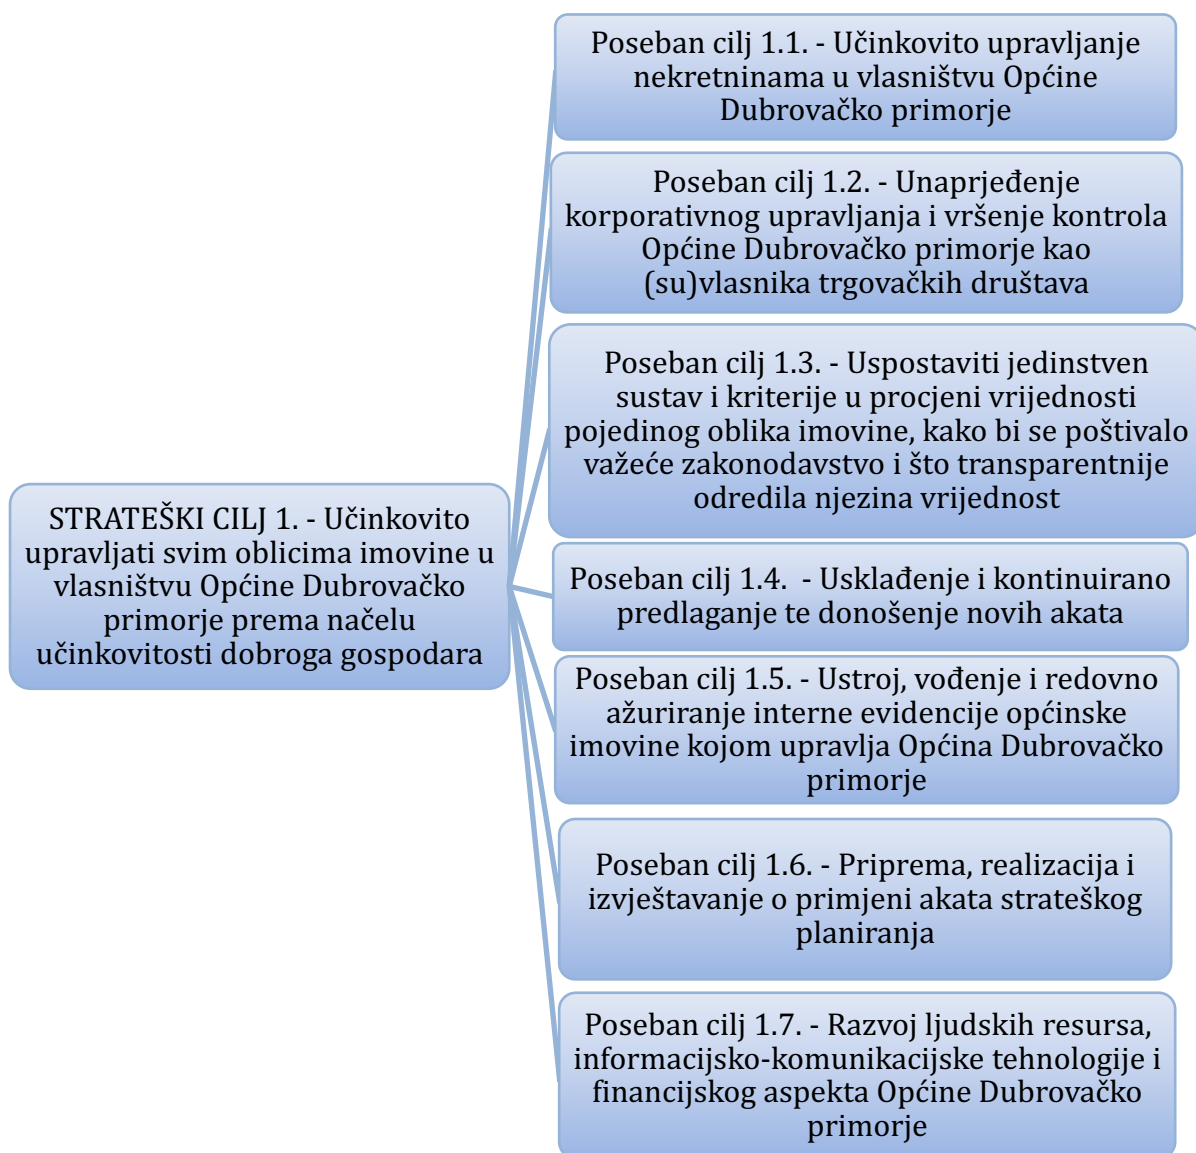 STRATEŠKI CILJ 1. - Učinkovito
upravljati svim oblicima imovine u
vlasništvu Općine Dubrovačko
primorje prema načelu
učinkovitosti dobroga gospodara
Poseban cilj 1.1. - Učinkovito upravljanje
nekretninama u vlasništvu Općine
Dubrovačko primorje
Poseban cilj 1.2. - Unaprjeđenje
korporativnog upravljanja i vršenje kontrola
Općine Dubrovačko primorje kao
(su)vlasnika trgovačkih društava
Poseban cilj 1.3. - Uspostaviti jedinstven
sustav i kriterije u procjeni vrijednosti
pojedinog oblika imovine, kako bi se poštivalo
važeće zakonodavstvo i što transparentnije
odredila njezina vrijednost
Poseban cilj 1.4.  - Usklađenje i kontinuirano
predlaganje te donošenje novih akata
Poseban cilj 1.5. - Ustroj, vođenje i redovno
ažuriranje interne evidencije općinske
imovine kojom upravlja Općina Dubrovačko
primorje
Poseban cilj 1.6. - Priprema, realizacija i
izvještavanje o primjeni akata strateškog
planiranja
Poseban cilj 1.7. - Razvoj ljudskih resursa,
informacijsko-komunikacijske tehnologije i
financijskog aspekta Općine Dubrovačko
primorje